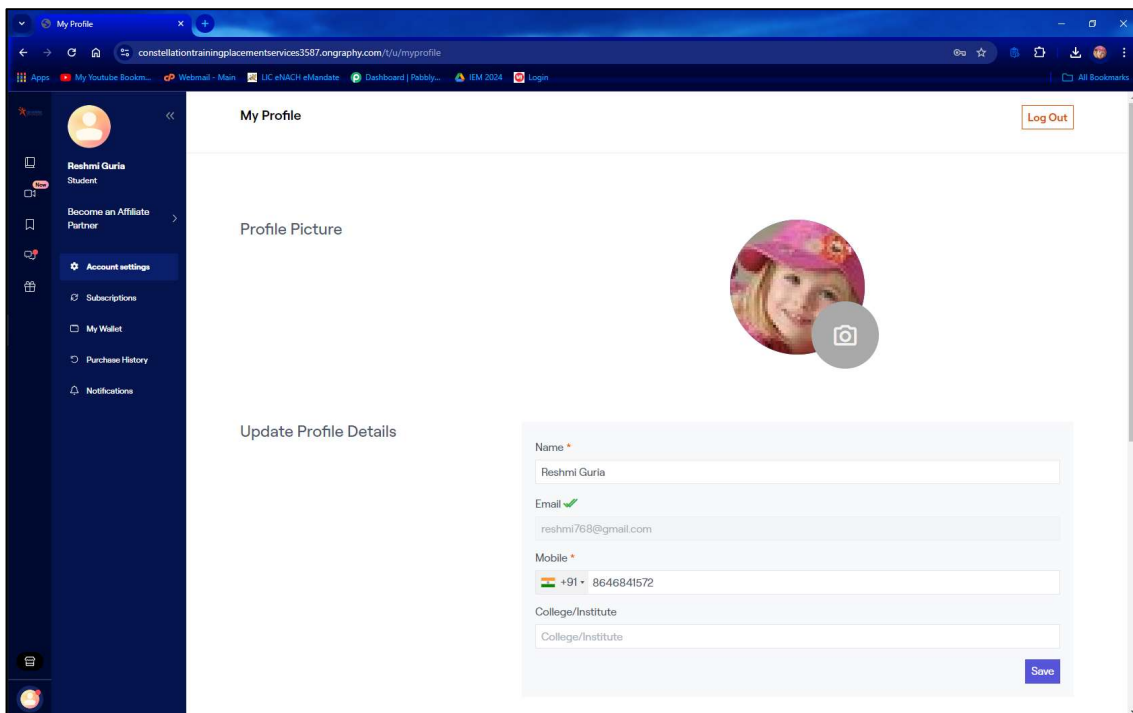 My Profile
constellationtrainingplacementservices3587.ongraphy.com/t/u/myprofile
Apps
My Youtube Bookm...
Webmail - Main
LIC eNACH eMandate
Dashboard | Pabbly...
IEM 2024
Login
All Bookmarks
New
Reshmi Guria
Student
Become an Affiliate
Partner
Account settings
Subscriptions
My Wallet
Purchase History
Notifications
My Profile
Log Out
Profile Picture
Update Profile Details
Name *
Reshmi Guria
Email
reshmi768@gmail.com
Mobile *
+91 8646841572
College/Institute
College/Institute
Save